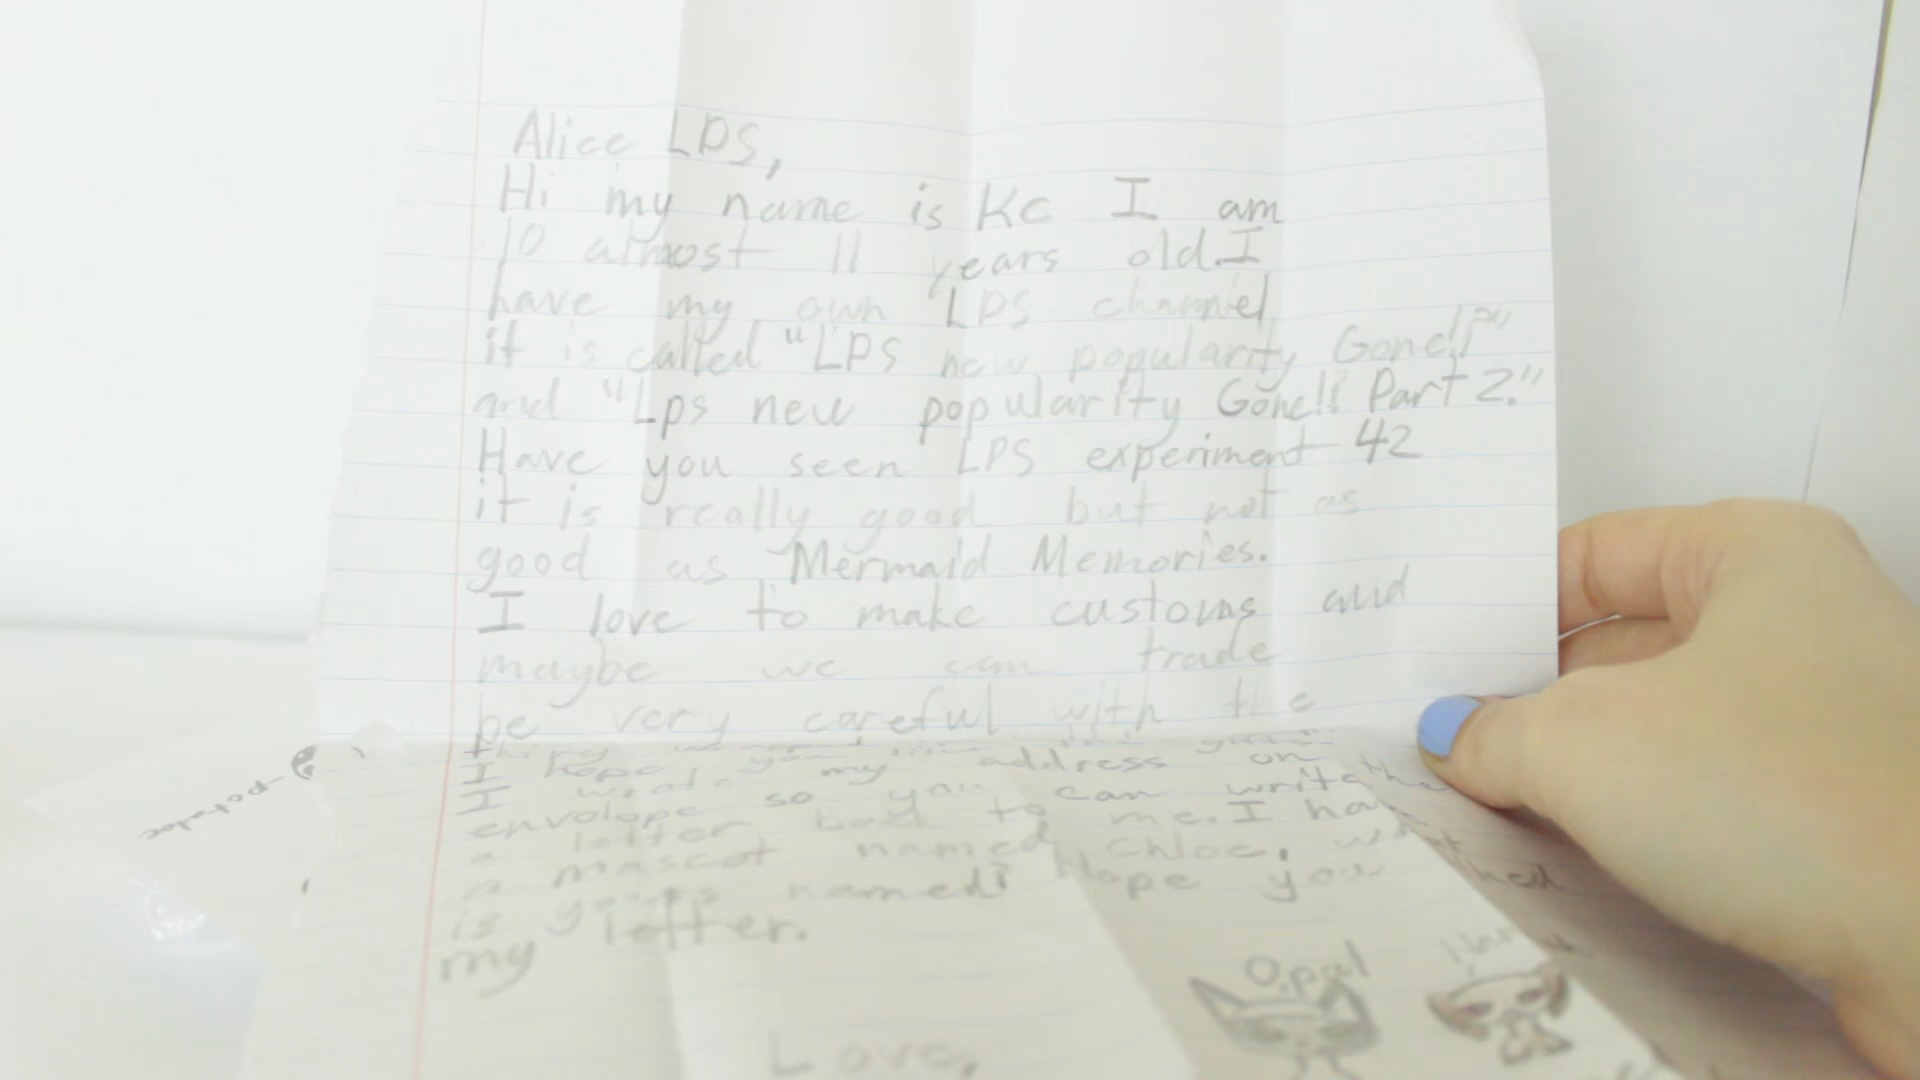 Alice LPS,
Hi my name is Kc I am
10 almost 11 years old. I
have my own LPS channel
it is called "LPS new popularity Gone!!"
and "Lps new popularity Gone!! Part 2."
Have you seen LPS experiment 42
it is really good but not as
good as Mermaid Memories.
I love to make customs and
maybe we can trade
be very careful with the
I hope you
I wrote my address on the
envolope so you can write
a letter back to me. I have
a mascot named Chloe. what
is yours named? Hope you liked
my letter.
Love,
Opal
-potatoe